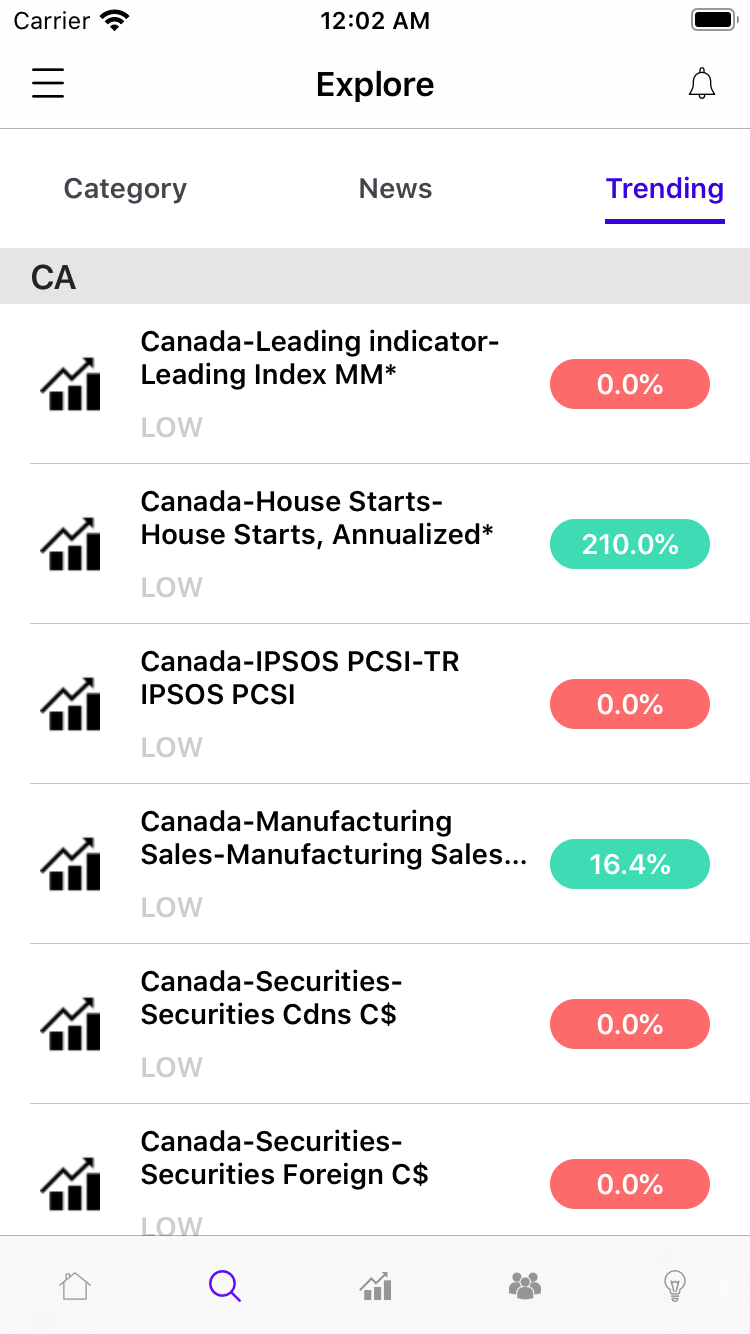 Carrier 12:02 AM
Explore
Category News Trending
CA
Canada-Leading indicator-
Leading Index MM*
LOW
0.0%
Canada-House Starts-
House Starts, Annualized*
LOW
210.0%
Canada-IPSOS PCSI-TR
IPSOS PCSI
LOW
0.0%
Canada-Manufacturing
Sales-Manufacturing Sales...
LOW
16.4%
Canada-Securities-
Securities Cdns C$
LOW
0.0%
Canada-Securities-
Securities Foreign C$
LOW
0.0%